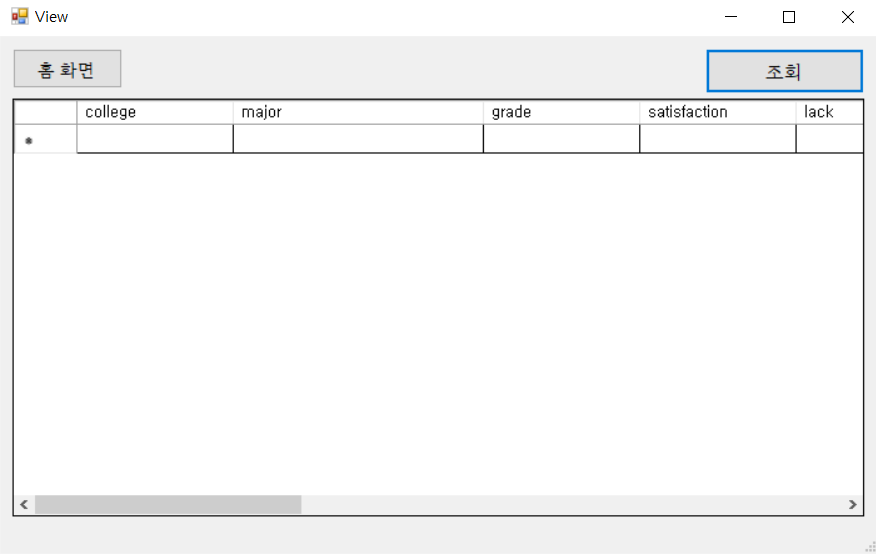 View
홈 화면
조회
college major grade satisfaction lack